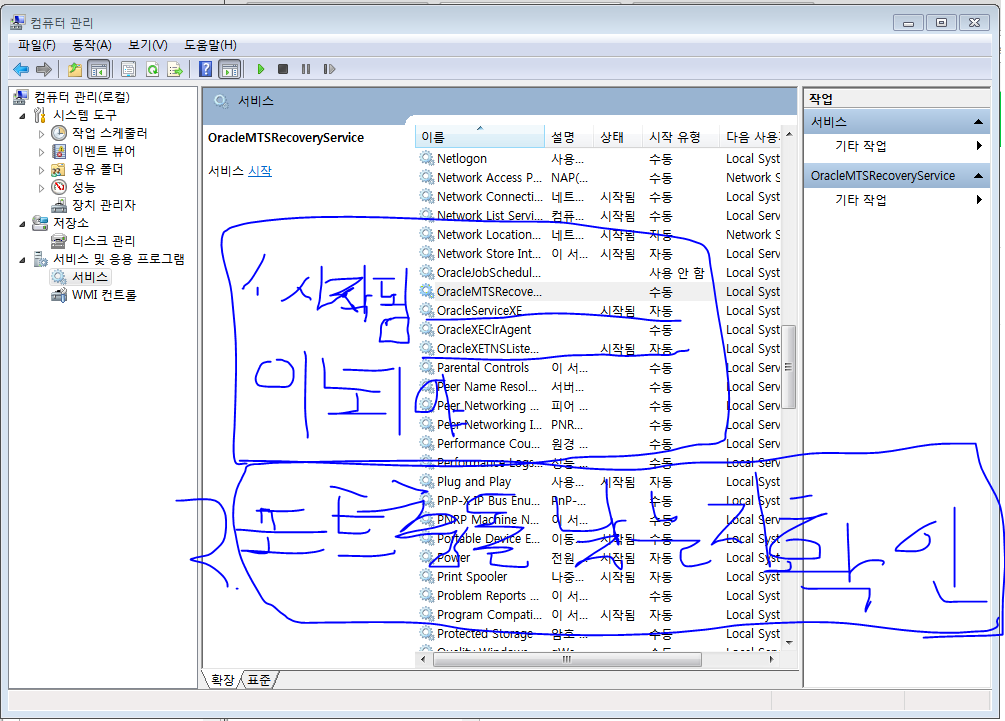 컴퓨터 관리
파일(F) 동작(A) 보기(V) 도움말(H)
컴퓨터 관리(로컬)
시스템 도구
작업 스케줄러
이벤트 뷰어
공유 폴더
성능
장치 관리자
저장소
디스크 관리
서비스 및 응용 프로그램
서비스
WMI 컨트롤
서비스
OracleMTSRecoveryService
서비스 시작
이름 설명 상태 시작 유형 다음 사용
Netlogon 사용... 수동 Local Syst
Network Access P... NAP(... 수동 Network S
Network Connecti... 네트... 시작됨 수동 Local Syst
Network List Servi... 컴퓨... 시작됨 수동 Local Serv
Network Location... 네트... 시작됨 자동 Network S
Network Store Int... 이 서... 시작됨 자동 Local Serv
OracleJobSchedul... 사용 안 함 Local Syst
OracleMTSRecove... 수동 Local Syst
OracleServiceXE 시작됨 자동 Local Syst
OracleXEClrAgent 수동 Local Syst
OracleXETNSListe... 시작됨 자동 Local Syst
Parental Controls 이 서... 수동 Local Serv
Peer Name Resol... 서버... 수동 Local Serv
Peer Networking ... 피어 ... 수동 Local Serv
Peer Networking I... PNR... 수동 Local Serv
Performance Cou... 원경 ... 수동 Local Serv
Performance Logs... 성능 ... 수동 Local Serv
Plug and Play 사용... 시작됨 자동 Local Syst
PnP-X IP Bus Enu... PnP-... 수동 Local Syst
PNRP Machine N... 이 서... 수동 Local Serv
Portable Device E... 이동... 수동 Local Syst
Power 전원 ... 시작됨 자동 Local Syst
Print Spooler 나중... 시작됨 자동 Local Syst
Problem Reports ... 이 서... 수동 Local Syst
Program Compati... 이 서... 시작됨 자동 Local Syst
Protected Storage 암호 ... 수동 Local Syst
확장 표준
작업
서비스
기타 작업
OracleMTSRecoveryService
기타 작업
시작됨
이 뇌야
2.
확인